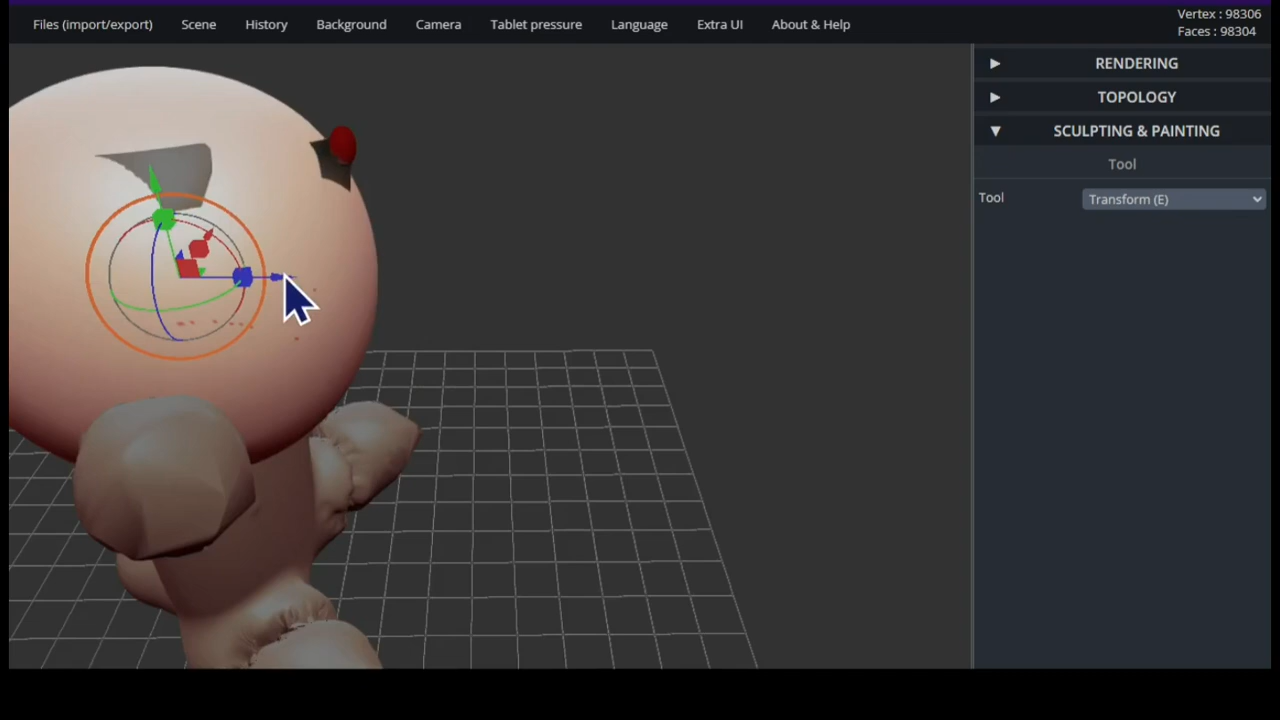 Files (import/export) Scene History Background Camera Tablet pressure Language Extra UI About & Help
Vertex : 98306
Faces : 98304
RENDERING
TOPOLOGY
SCULPTING & PAINTING
Tool
Tool Transform (E)